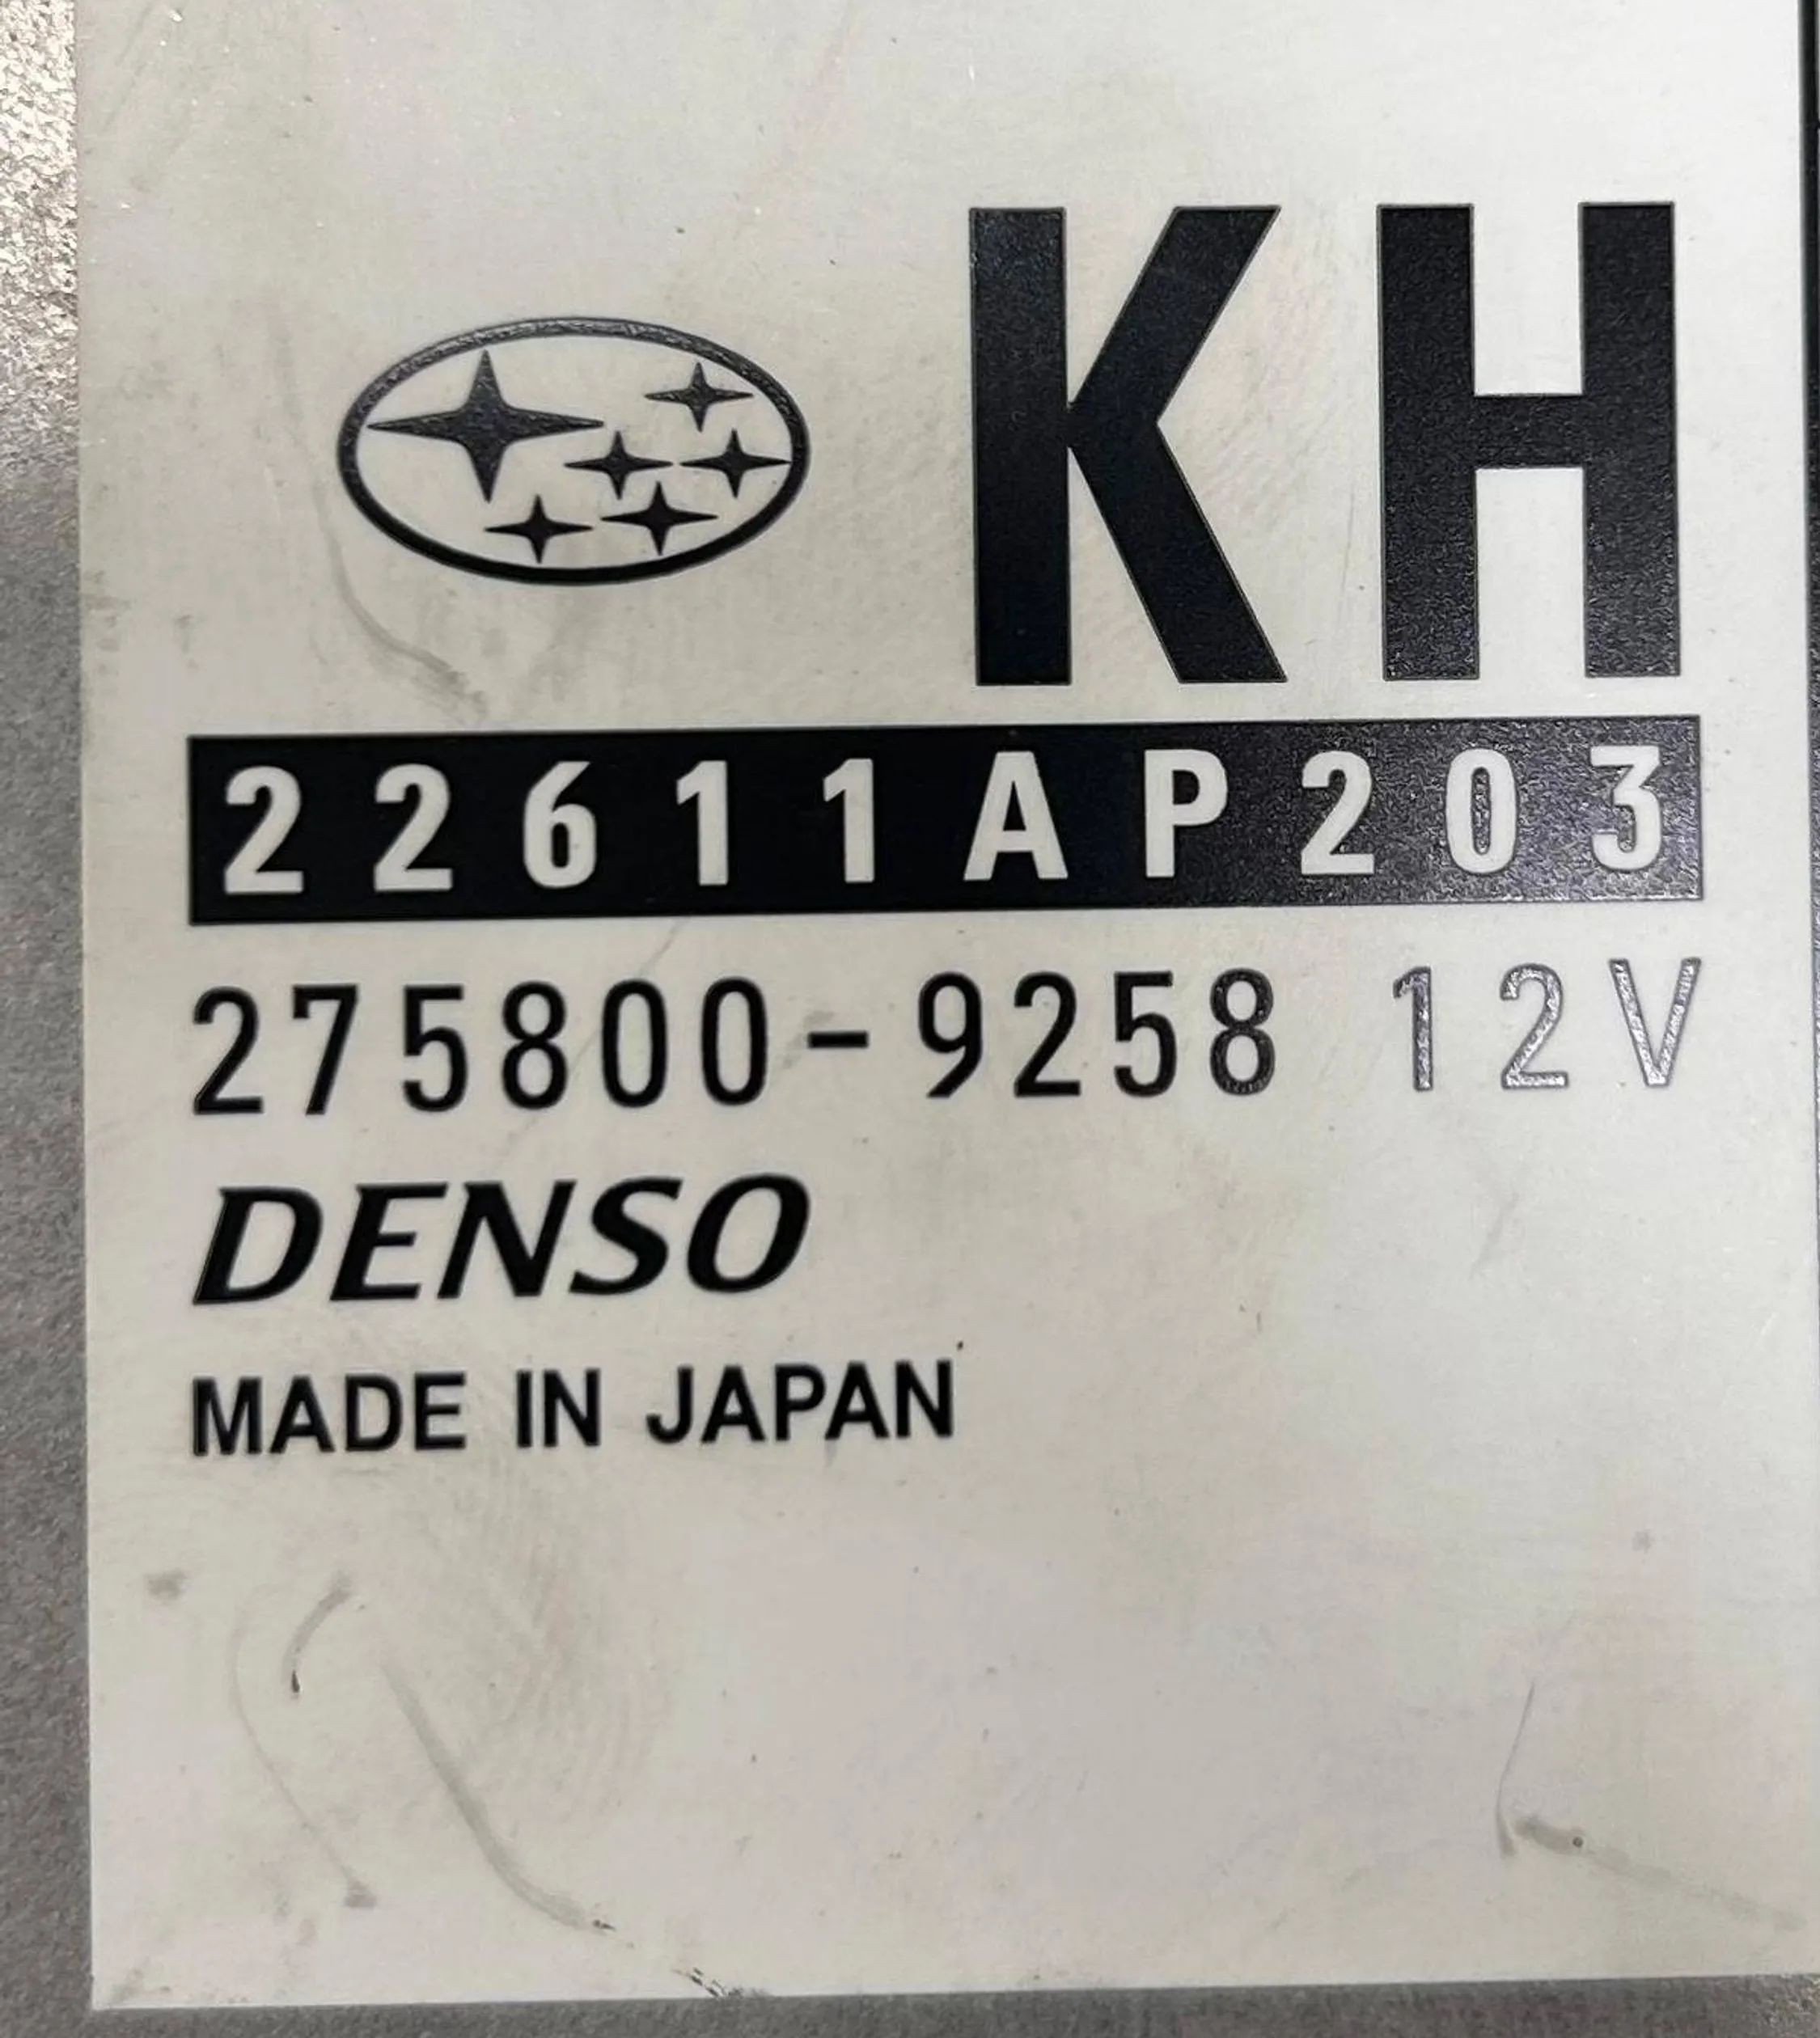 KH
22611AP203
275800-9258 12V
DENSO
MADE IN JAPAN